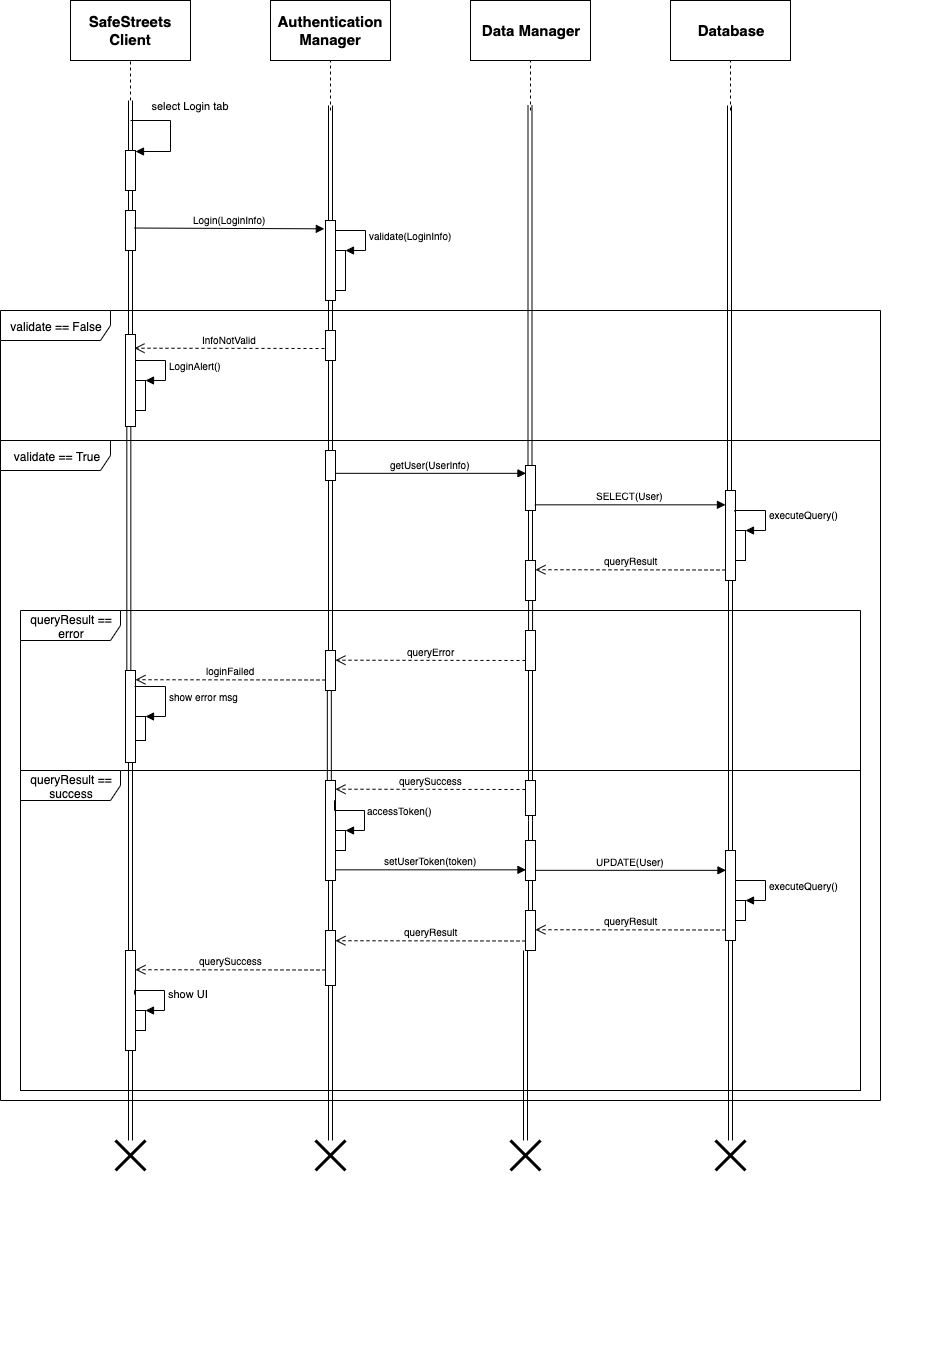 SafeStreets
Client
Authentication
Manager
Data Manager
Database
select Login tab
Login(LoginInfo)
validate(LoginInfo)
validate == False
InfoNotValid
LoginAlert()
validate == True
getUser(UserInfo)
SELECT(User)
executeQuery()
queryResult
queryResult ==
error
queryError
loginFailed
show error msg
queryResult ==
success
querySuccess
accessToken()
setUserToken(token)
UPDATE(User)
executeQuery()
queryResult
queryResult
querySuccess
show UI